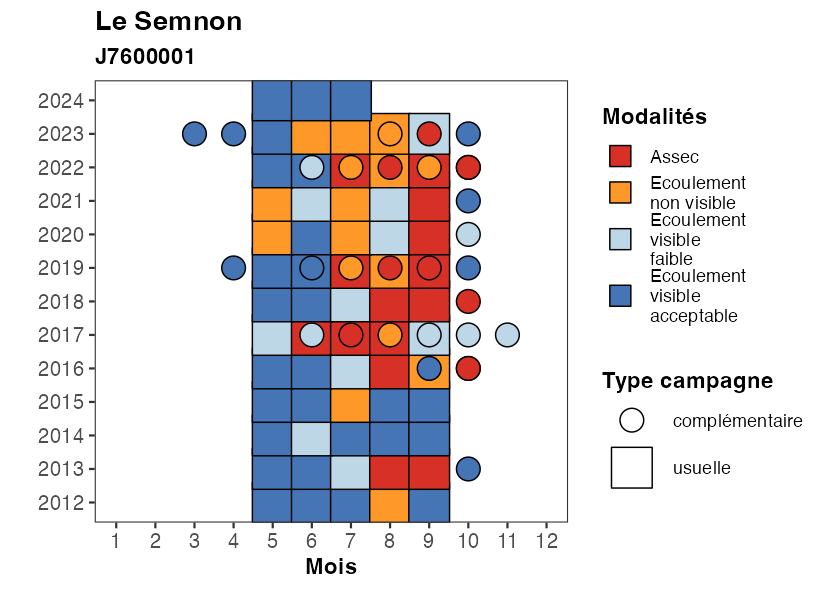 Le Semnon
J7600001
2024
2023
2022
2021
2020
2019
2018
2017
2016
2015
2014
2013
2012
1 2 3 4 5 6 7 8 9 10 11 12
Mois
Modalités
Assec
Ecoulement
non visible
Ecoulement
visible
faible
Ecoulement
visible
acceptable
Type campagne
complémentaire
usuelle